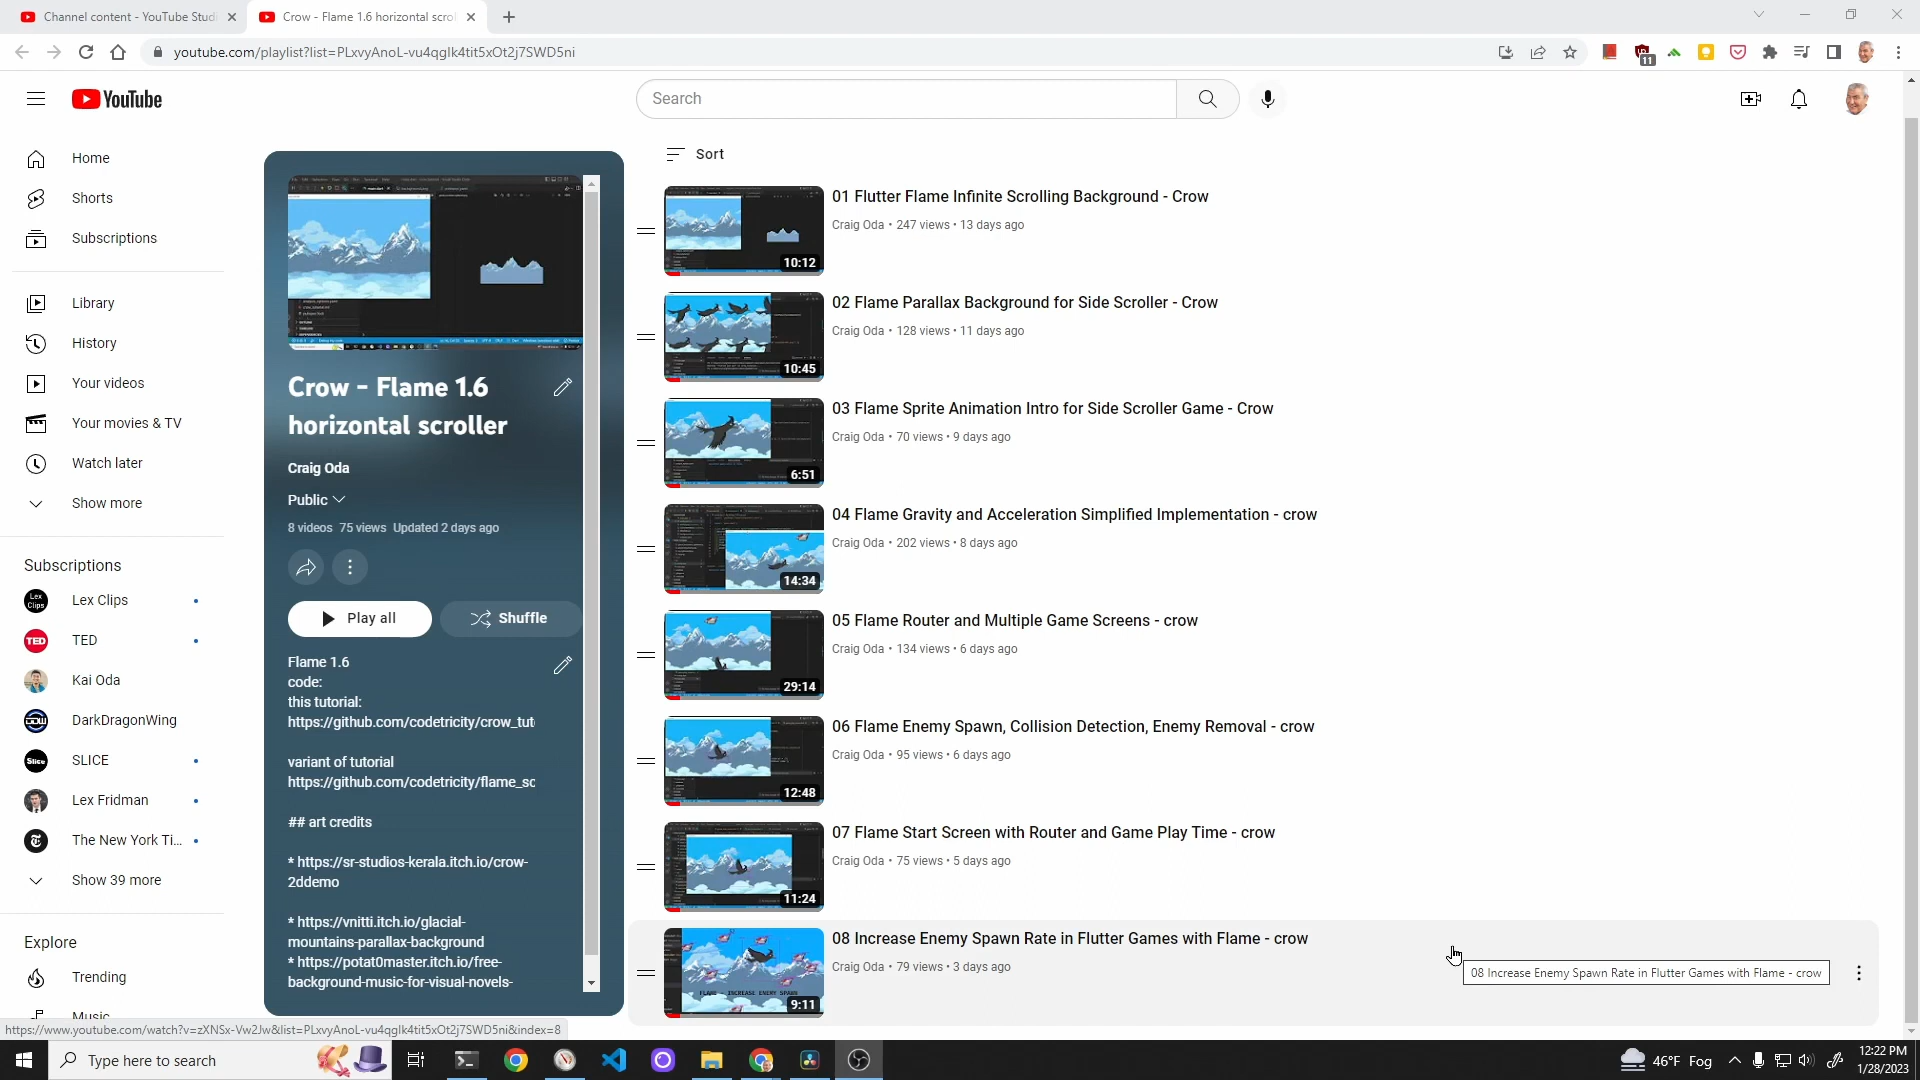 Channel content - YouTube Studi
Crow - Flame 1.6 horizontal scrol
youtube.com/playlist?list=PLxvyAnoL-vu4qgIk4tit5xOt2j7SWD5ni
11
YouTube
Search
Home
Shorts
Subscriptions
Library
History
Your videos
Your movies & TV
Watch later
Show more
Subscriptions
Lex Clips
TED
Kai Oda
DarkDragonWing
SLICE
Lex Fridman
The New York Ti...
Show 39 more
Explore
Trending
Music
Crow - Flame 1.6
horizontal scroller
Craig Oda
Public
8 videos 75 views Updated 2 days ago
Play all
Shuffle
Flame 1.6
code:
this tutorial:
https://github.com/codetricity/crow_tut
variant of tutorial
https://github.com/codetricity/flame_sc
## art credits
* https://sr-studios-kerala.itch.io/crow-
2ddemo
* https://vnitti.itch.io/glacial-
mountains-parallax-background
* https://potat0master.itch.io/free-
background-music-for-visual-novels-
Sort
01 Flutter Flame Infinite Scrolling Background - Crow
Craig Oda • 247 views • 13 days ago
10:12
02 Flame Parallax Background for Side Scroller - Crow
Craig Oda • 128 views • 11 days ago
10:45
03 Flame Sprite Animation Intro for Side Scroller Game - Crow
Craig Oda • 70 views • 9 days ago
6:51
04 Flame Gravity and Acceleration Simplified Implementation - crow
Craig Oda • 202 views • 8 days ago
14:34
05 Flame Router and Multiple Game Screens - crow
Craig Oda • 134 views • 6 days ago
29:14
06 Flame Enemy Spawn, Collision Detection, Enemy Removal - crow
Craig Oda • 95 views • 6 days ago
12:48
07 Flame Start Screen with Router and Game Play Time - crow
Craig Oda • 75 views • 5 days ago
11:24
08 Increase Enemy Spawn Rate in Flutter Games with Flame - crow
Craig Oda • 79 views • 3 days ago
FLAME - INCREASE ENEMY SPAWN
9:11
08 Increase Enemy Spawn Rate in Flutter Games with Flame - crow
https://www.youtube.com/watch?v=zXNSx-Vw2Jw&list=PLxvyAnoL-vu4qgIk4tit5xOt2j7SWD5ni&index=8
Type here to search
46°F Fog
12:22 PM
1/28/2023